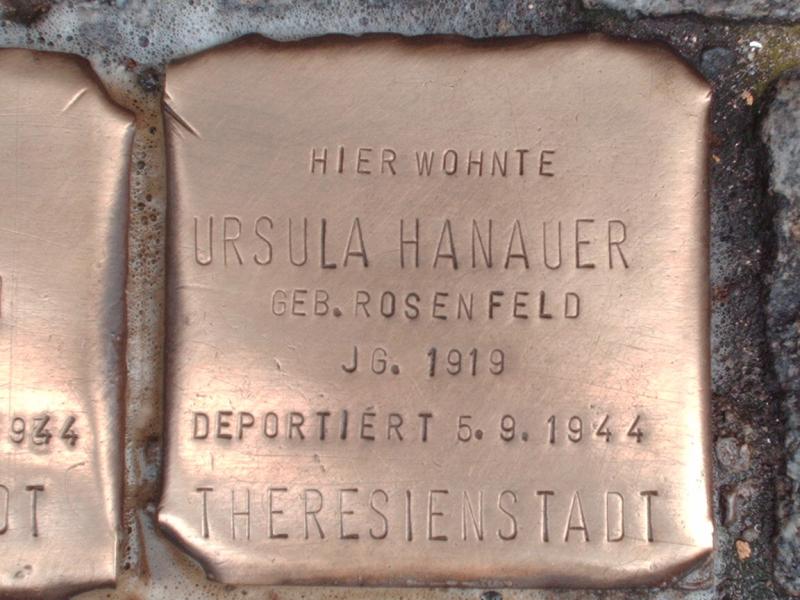 HIER WOHNTE
URSULA HANAUER
GEB. ROSENFELD
JG. 1919
DEPORTIERT 5.9.1944
THERESIENSTADT